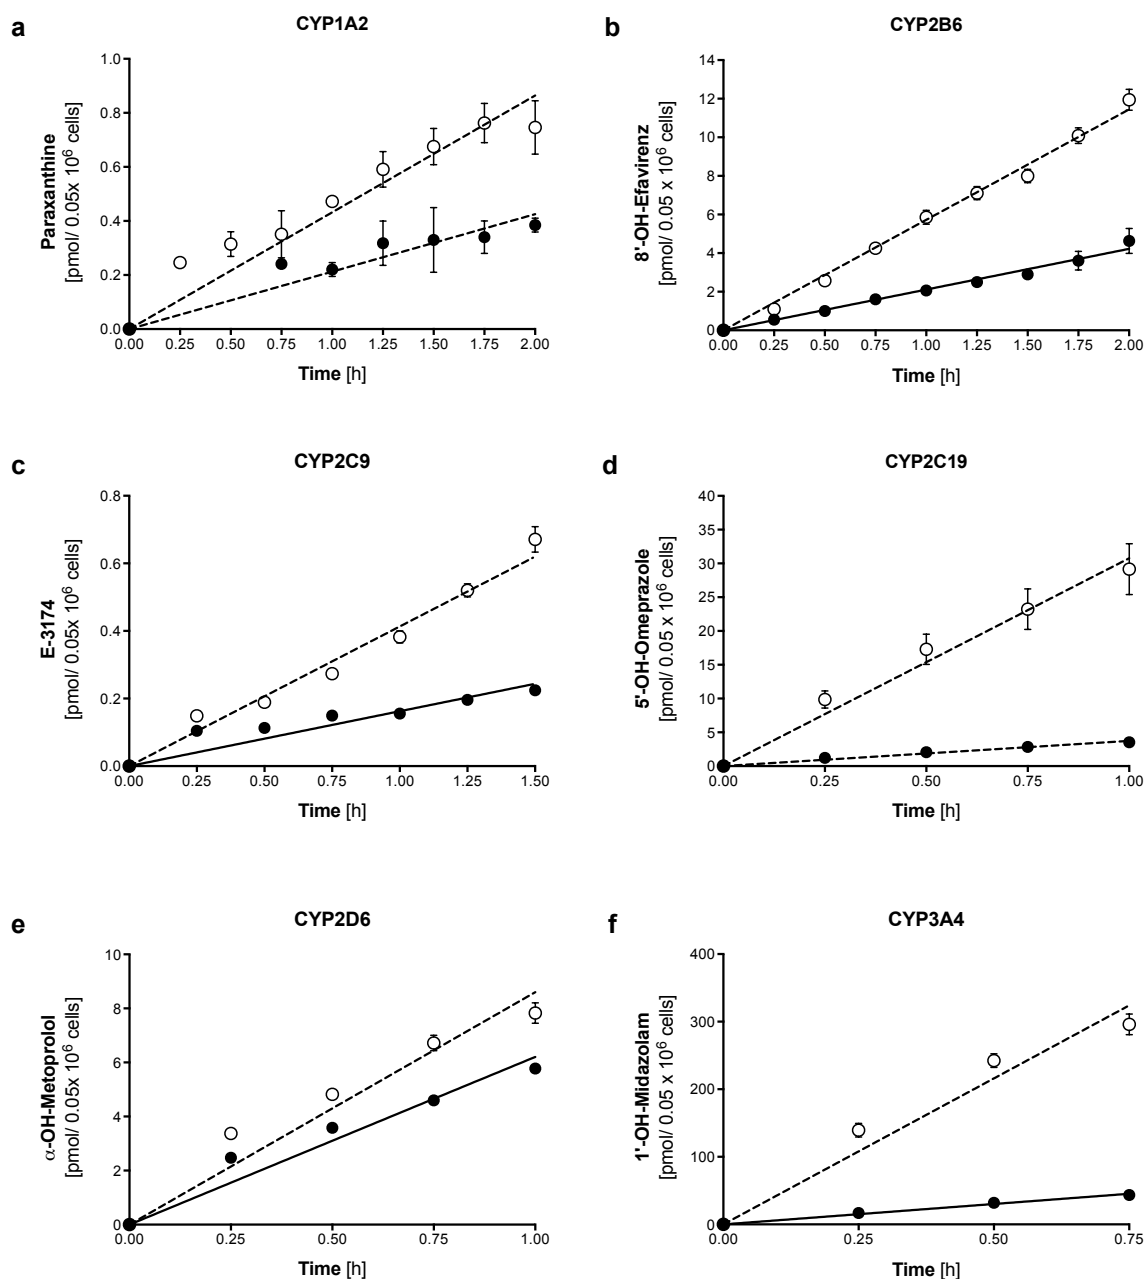 a
CYP1A2
Paraxanthine
[pmol/ 0.05x 10⁶ cells]
1.0
0.8
0.6
0.4
0.2
0.0
0.00 0.25 0.50 0.75 1.00 1.25 1.50 1.75 2.00
Time [h]
b
CYP2B6
8'-OH-Efavirenz
[pmol/ 0.05 x 10⁶ cells]
14
12
10
8
6
4
2
0
0.00 0.25 0.50 0.75 1.00 1.25 1.50 1.75 2.00
Time [h]
c
CYP2C9
E-3174
[pmol/ 0.05x 10⁶ cells]
0.8
0.6
0.4
0.2
0.0
0.00 0.25 0.50 0.75 1.00 1.25 1.50
Time [h]
d
CYP2C19
5'-OH-Omeprazole
[pmol/ 0.05 x 10⁶ cells]
40
35
30
25
20
15
10
5
0
0.00 0.25 0.50 0.75 1.00
Time [h]
e
CYP2D6
α-OH-Metoprolol
[pmol/ 0.05x 10⁶ cells]
10
8
6
4
2
0
0.00 0.25 0.50 0.75 1.00
Time [h]
f
CYP3A4
1'-OH-Midazolam
[pmol/ 0.05 x 10⁶ cells]
400
300
200
100
0
0.00 0.25 0.50 0.75
Time [h]